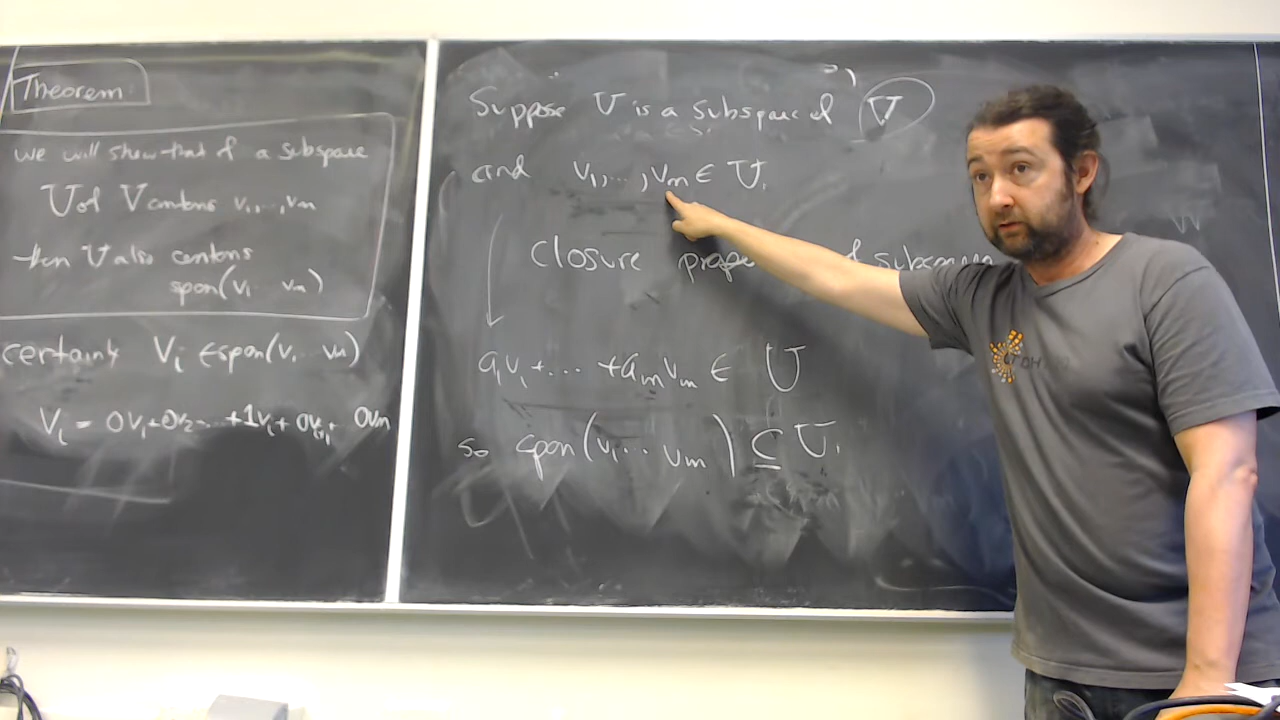 Theorem:
we will show that if a subspace
U of V contains v₁,...,vₘ
then U also contains
span(v₁ vₘ)
certainly Vᵢ ∈ span(v₁ ... vₘ)
Vᵢ = 0v₁+0v₂... +1vᵢ+ 0vᵢ₊₁ 0vₘ
Suppose U is a subspace of V
and v₁,...,vₘ ∈ U.
closure of subspace
a₁v₁+... +aₘvₘ ∈ U
so span(v₁... vₘ) ⊆ U.